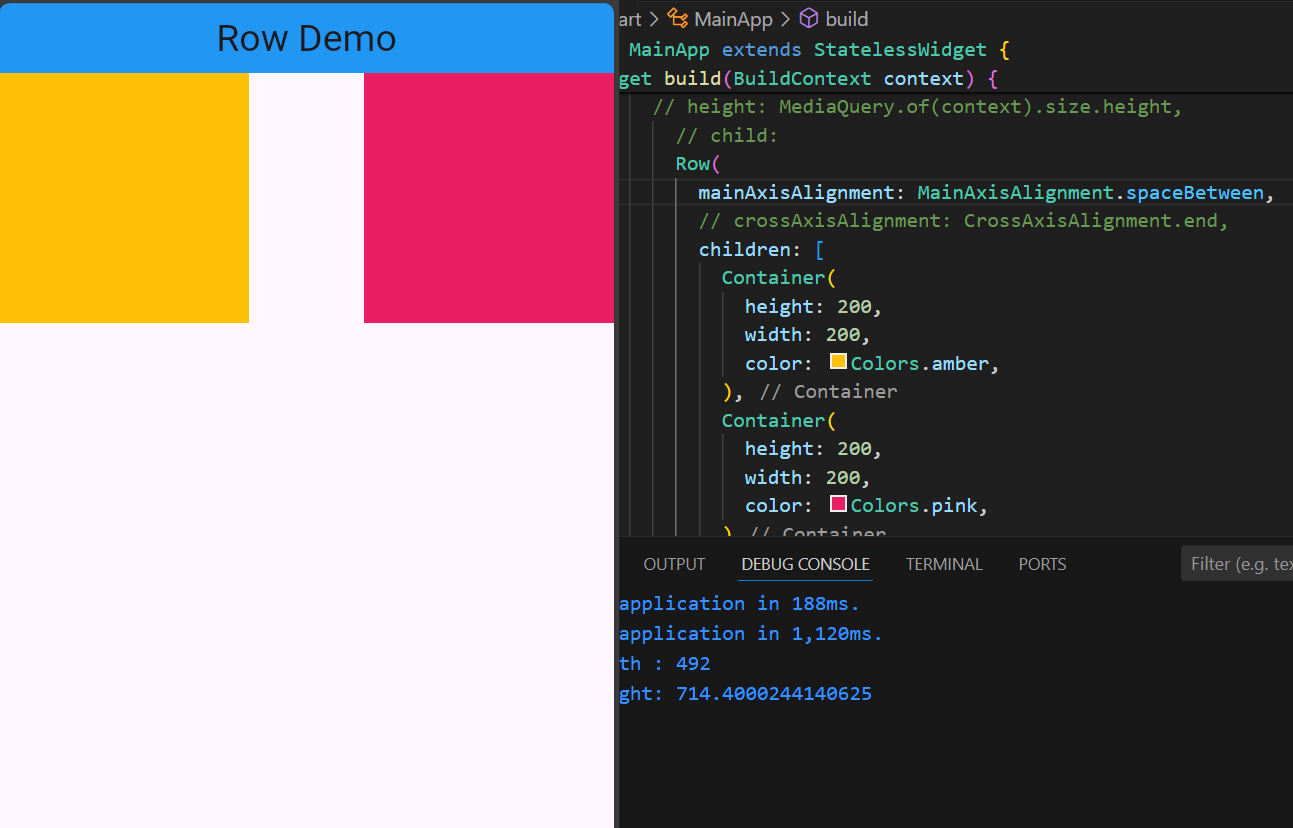 Row Demo
art > MainApp > build
MainApp extends StatelessWidget {
get build(BuildContext context) {
// height: MediaQuery.of(context).size.height,
// child:
Row(
mainAxisAlignment: MainAxisAlignment.spaceBetween,
// crossAxisAlignment: CrossAxisAlignment.end,
children: [
Container(
height: 200,
width: 200,
color: Colors.amber,
), // Container
Container(
height: 200,
width: 200,
color: Colors.pink,
) // Container
OUTPUT DEBUG CONSOLE TERMINAL PORTS Filter (e.g. tex
application in 188ms.
application in 1,120ms.
th : 492
ght: 714.4000244140625